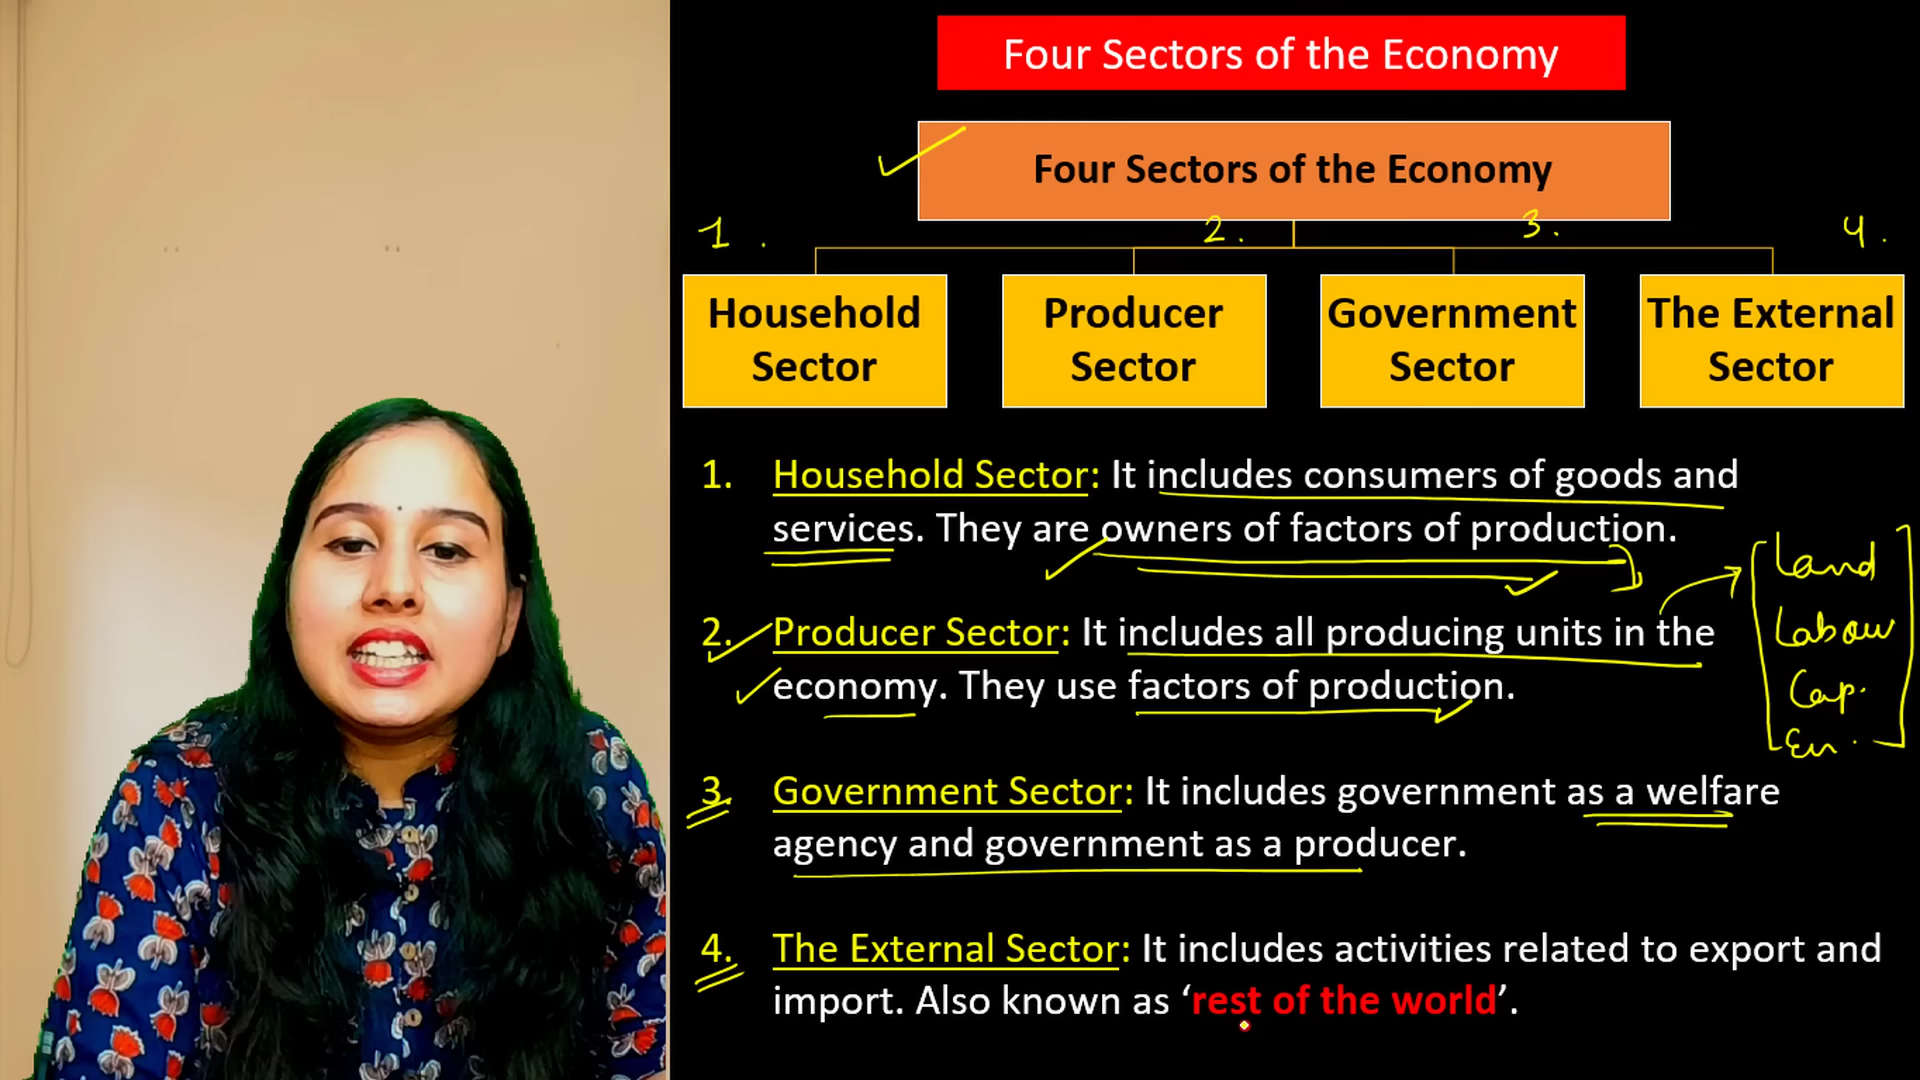 Four Sectors of the Economy
Four Sectors of the Economy
1. 2. 3. 4.
Household Sector
Producer Sector
Government Sector
The External Sector
1. Household Sector: It includes consumers of goods and
services. They are owners of factors of production.
Land
Labour
Cap.
En.
2. Producer Sector: It includes all producing units in the
economy. They use factors of production.
3. Government Sector: It includes government as a welfare
agency and government as a producer.
4. The External Sector: It includes activities related to export and
import. Also known as ‘rest of the world’.